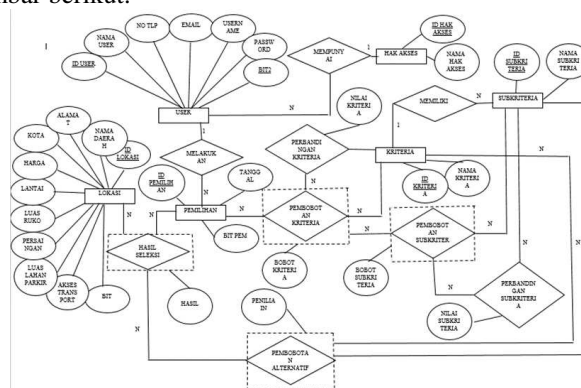 mbar berikut:
NO TLP
EMAIL
USERN
AME
NAMA
USER
PASSW
ORD
ID USER
BIT2
USER
MEMPUNY
AI
1
HAK AKSES
ID HAK
AKSES
NAMA
HAK
AKSES
N
ID
SUBKRI
TERIA
NAMA
SUBKRI
TERIA
SUBKRITERIA
N
N
MEMILIKI
1
NILAI
KRITERI
A
PERBANDI
NGAN
KRITERIA
N
KRITERIA
ID
KRITERI
A
NAMA
KRITERI
A
1
MELAKUK
AN
N
ALAMA
T
NAMA
DAERA
H
ID
LOKASI
KOTA
HARGA
LANTAI
LUAS
RUKO
PERSAI
NGAN
LUAS
LAHAN
PARKIR
AKSES
TRANS
PORT
BIT
LOKASI
N
N
ID
PEMILIH
AN
TANGG
AL
PEMILIHAN
BIT PEM
N
PEMBOBOT
AN
KRITERIA
N
N
N
PEMBOBOT
AN
SUBKRITER
N
N
N
HASIL
SELEKSI
HASIL
BOBOT
KRITERI
A
BOBOT
SUBKRI
TERIA
N
PERBANDIN
GAN
SUBKRITERI
A
NILAI
SUBKRI
TERIA
N
PENILIA
IN
N
PEMBOBOTA
N
ALTERNATIF